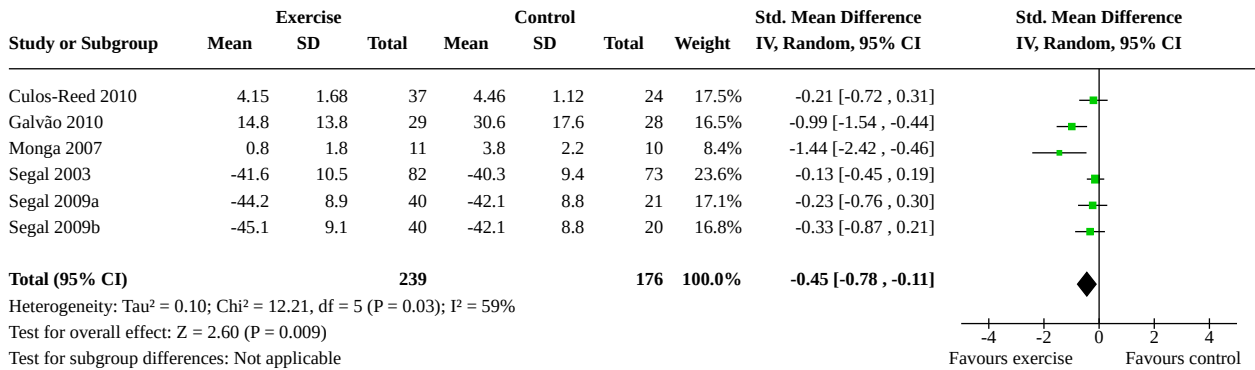 Exercise Control Std. Mean Difference Std. Mean Difference
Study or Subgroup Mean SD Total Mean SD Total Weight IV, Random, 95% CI IV, Random, 95% CI
Culos-Reed 2010 4.15 1.68 37 4.46 1.12 24 17.5% -0.21 [-0.72 , 0.31]
Galvão 2010 14.8 13.8 29 30.6 17.6 28 16.5% -0.99 [-1.54 , -0.44]
Monga 2007 0.8 1.8 11 3.8 2.2 10 8.4% -1.44 [-2.42 , -0.46]
Segal 2003 -41.6 10.5 82 -40.3 9.4 73 23.6% -0.13 [-0.45 , 0.19]
Segal 2009a -44.2 8.9 40 -42.1 8.8 21 17.1% -0.23 [-0.76 , 0.30]
Segal 2009b -45.1 9.1 40 -42.1 8.8 20 16.8% -0.33 [-0.87 , 0.21]
Total (95% CI) 239 176 100.0% -0.45 [-0.78 , -0.11]
Heterogeneity: Tau² = 0.10; Chi² = 12.21, df = 5 (P = 0.03); I² = 59%
Test for overall effect: Z = 2.60 (P = 0.009)
Test for subgroup differences: Not applicable
-4 -2 0 2 4
Favours exercise Favours control